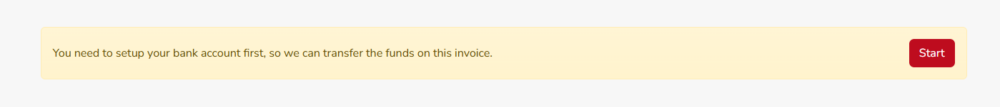 You need to setup your bank account first, so we can transfer the funds on this invoice.
Start